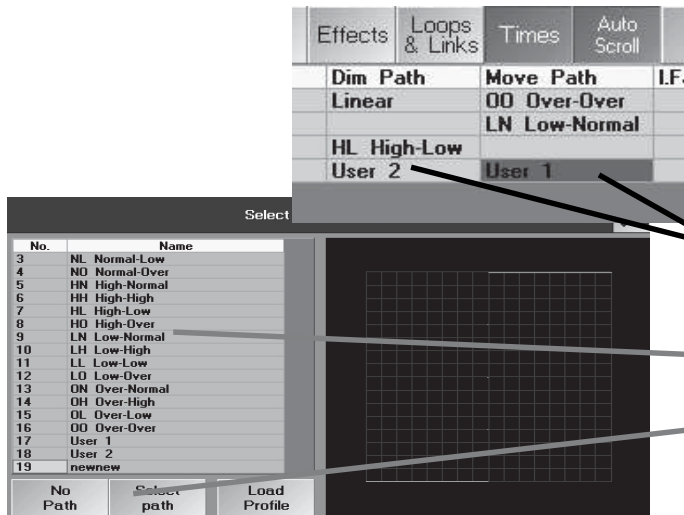 Effects Loops & Links Times Auto Scroll
Dim Path Move Path
Linear OO Over-Over
LN Low-Normal
HL High-Low
User 2 User 1
Select
No. Name
3 NL Normal-Low
4 NO Normal-Over
5 HN High-Normal
6 HH High-High
7 HL High-Low
8 HO High-Over
9 LN Low-Normal
10 LH Low-High
11 LL Low-Low
12 LO Low-Over
13 ON Over-Normal
14 OH Over-High
15 OL Over-Low
16 OO Over-Over
17 User 1
18 User 2
19 newnew
No Path Select path Load Profile